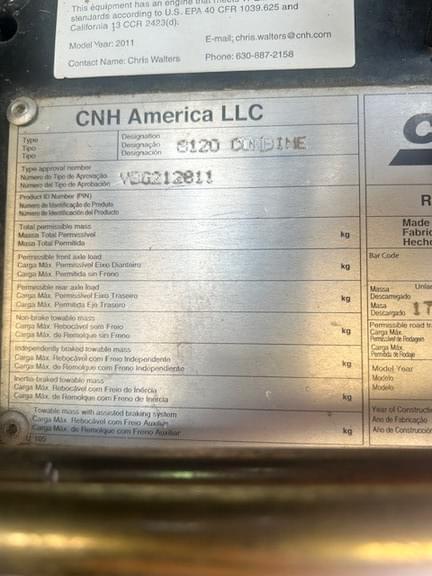 This equipment has an engine that meets
standards according to U.S. EPA 40 CFR 1039.625 and
California 13 CCR 2423(d).
Model Year: 2011
E-mail; chris.walters@cnh.com
Contact Name: Chris Walters
Phone: 630-887-2158
CNH America LLC
Type
Tipo
Tipo
Designation
Designação
Designación
8120 COMBINE
Type approval number
Número do Tipo de Aprovação
Número del Tipo de Aprobación
Product ID Number (PIN)
Número de Identificação do Produto
Número de Identificación del Producto
Total permissible mass
Massa Total Permissível
Masa Total Permitida
kg
Permissible front axle load
Carga Máx. Permissível Eixo Dianteiro
Carga Máx. Permitida sin Freno
kg
Permissible rear axle load
Carga Máx. Permissível Eixo Traseiro
Carga Máx. Permitida Eje Trasero
kg
Non-brake towable mass
Carga Máx. Rebocável sem Freio
Carga Máx. de Remolque sin Freno
kg
Independently braked towable mass
Carga Máx. Rebocável com Freio Independente
Carga Máx. de Remolque com Freno Independiente
kg
Inertia-braked towable mass
Carga Máx. Rebocável com Freio de Inércia
Carga Máx. de Remolque com Freno de Inercia
kg
Towable mass with assisted braking system
Carga Máx. Rebocável com Freio Auxiliar
Carga Máx. de Remolque com Freno Auxiliar
kg
C
R
Made
Fabric
Hecho
Bar Code
Massa
Descarregado
Masa
Descargado
Unla
17
Permissible road tr
Carga Máx.
Permissível de Rodagem
Carga Máx.
Permitida de Rodaje
Model Year
Modelo
Modelo
Year of Constructi
Ano de Fabricação
Año de Construcción